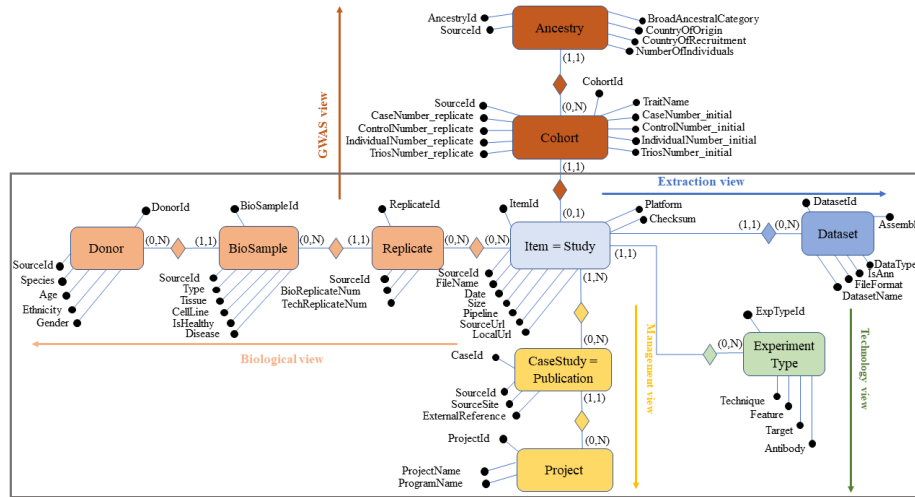 AncestryId
SourceId
Ancestry
BroadAncestralCategory
CountryOfOrigin
CountryOfRecruitment
NumberOfIndividuals
(1,1)
GWAS view
CohortId
(0,N)
SourceId
CaseNumber_replicate
ControlNumber_replicate
IndividualNumber_replicate
TriosNumber_replicate
Cohort
TraitName
CaseNumber_initial
ControlNumber_initial
IndividualNumber_initial
TriosNumber_initial
(1,1)
Extraction view
(0,1)
DonorId
BioSampleId
ReplicateId
ItemId
Platform
Checksum
DatasetId
Assembl
Donor
(0,N)
(1,1)
BioSample
(0,N)
(1,1)
Replicate
(0,N)
(0,N)
Item = Study
(1,1)
(1,1)
(0,N)
Dataset
SourceId
Species
Age
Ethnicity
Gender
SourceId
Type
Tissue
CellLine
IsHealthy
Disease
SourceId
BioReplicateNum
TechReplicateNum
SourceId
FileName
Date
Size
Pipeline
SourceUrl
LocalUrl
(1,N)
DataType
IsAnn
FileFormat
DatasetName
Biological view
Management view
Technology view
(0,N)
CaseId
CaseStudy =
Publication
SourceId
SourceSite
ExternalReference
(1,1)
ExpTypeId
(0,N)
Experiment
Type
Technique
Feature
Target
Antibody
ProjectId
(0,N)
ProjectName
ProgramName
Project